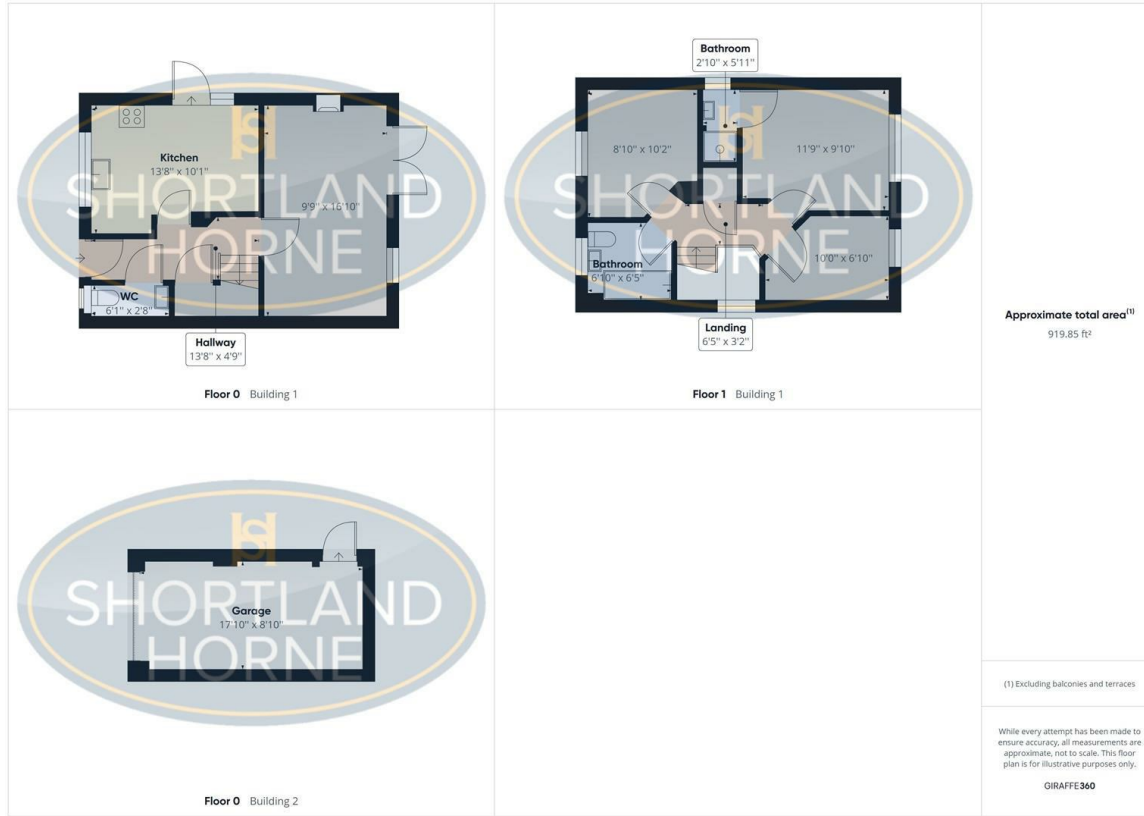 Bathroom
2'10" x 5'11"
SHORTLAND
HORNE
Kitchen
13'8" x 10'1"
9'9" x 16'10"
WC
6'1" x 2'8"
Hallway
13'8" x 4'9"
Floor 0 Building 1
SHORTLAND
HORNE
8'10" x 10'2"
11'9" x 9'10"
Bathroom
6'10" x 6'5"
10'0" x 6'10"
Landing
6'5" x 3'2"
Floor 1 Building 1
SHORTLAND
HORNE
Garage
17'10" x 8'10"
Floor 0 Building 2
Approximate total area(1)
919.85 ft²
(1) Excluding balconies and terraces
While every attempt has been made to
ensure accuracy, all measurements are
approximate, not to scale. This floor
plan is for illustrative purposes only.
GIRAFFE360